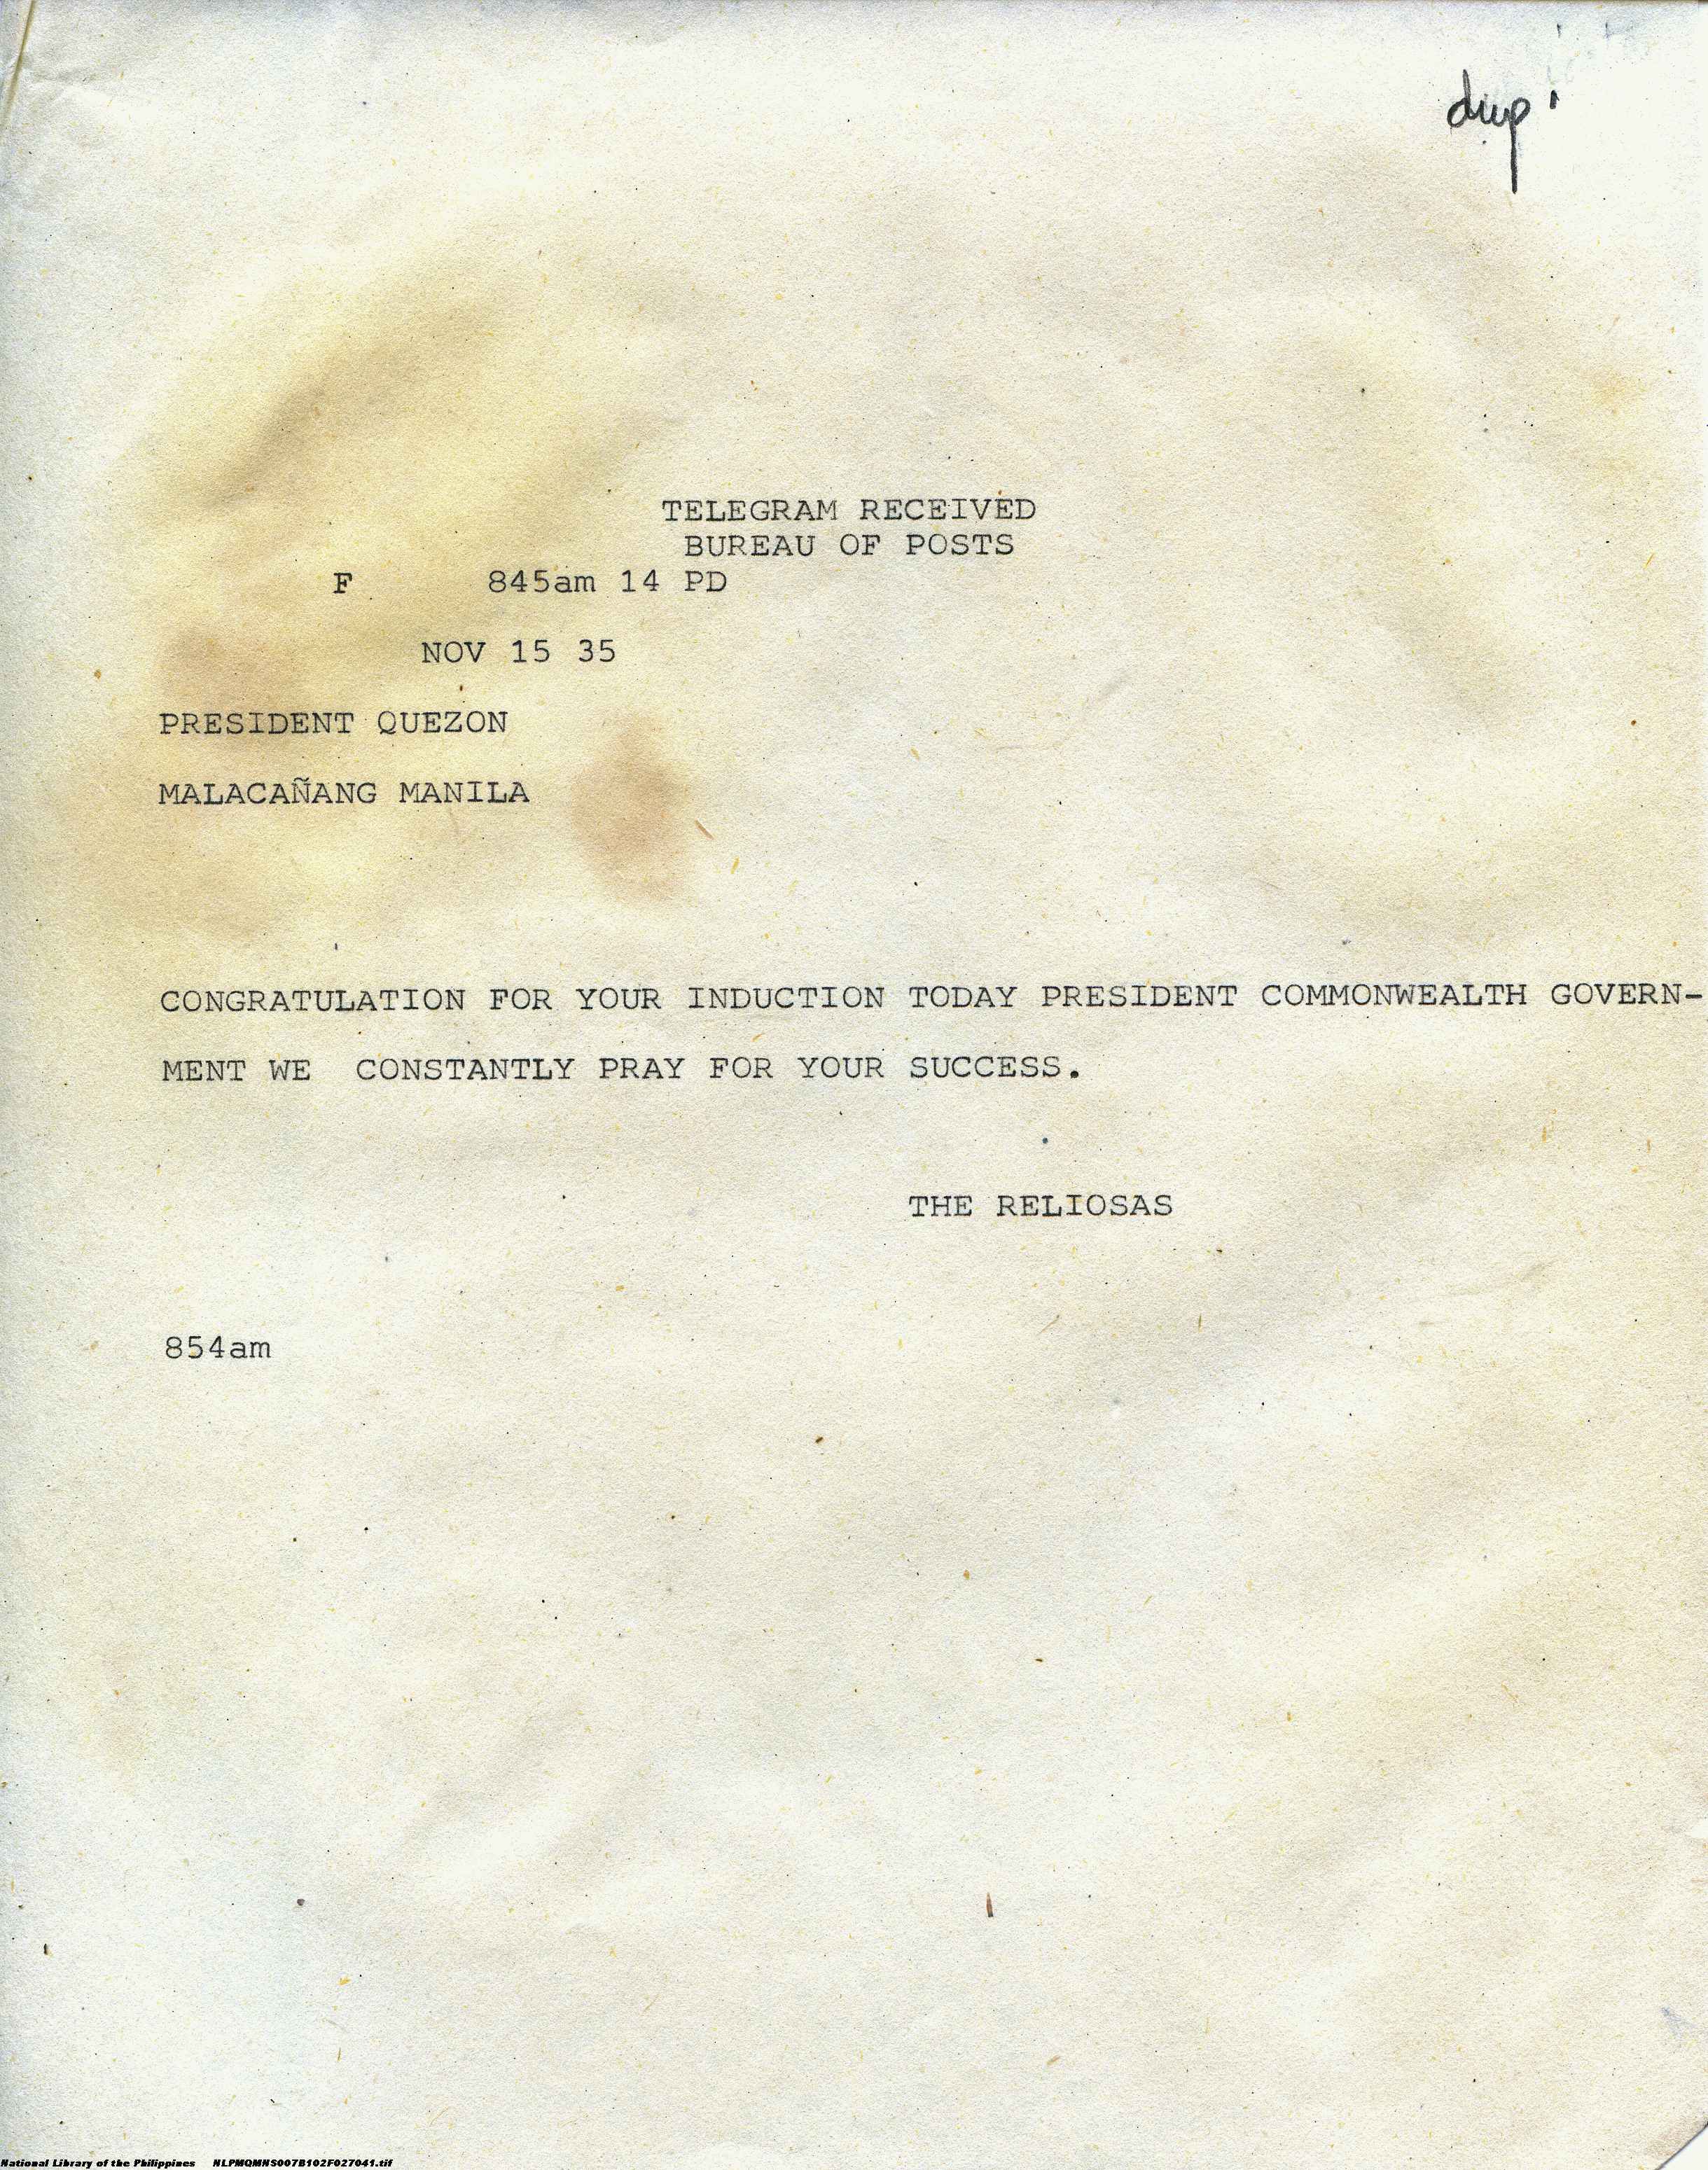 dup
TELEGRAM RECEIVED
BUREAU OF POSTS
F 845am 14 PD
NOV 15 35
PRESIDENT QUEZON
MALACAÑANG MANILA
CONGRATULATION FOR YOUR INDUCTION TODAY PRESIDENT COMMONWEALTH GOVERN-
MENT WE CONSTANTLY PRAY FOR YOUR SUCCESS.
THE RELIOSAS
854am
National Library of the Philippines NLPMQMNS007B102F027041.tif